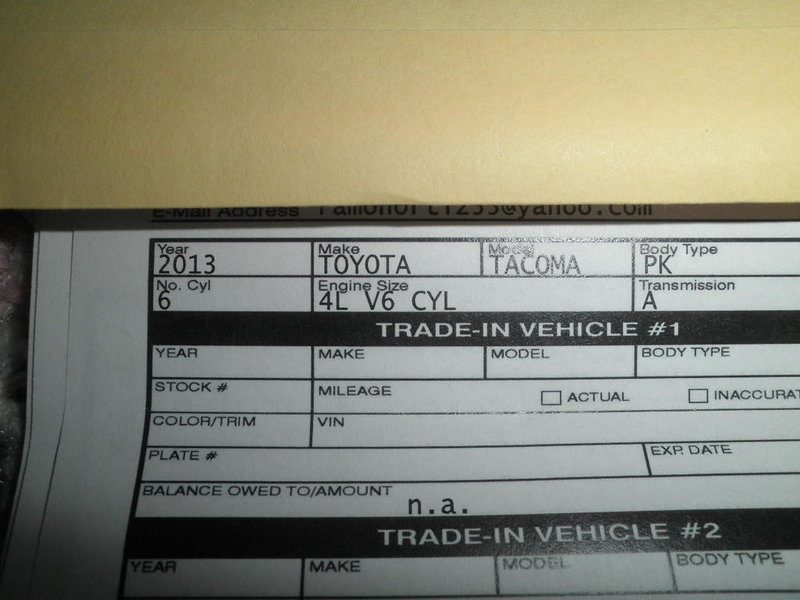 E-Mail Address
Year Make Model Body Type
2013 TOYOTA TACOMA PK
No. Cyl Engine Size Transmission
6 4L V6 CYL A
TRADE-IN VEHICLE #1
YEAR MAKE MODEL BODY TYPE
STOCK # MILEAGE ACTUAL INACCURAT
COLOR/TRIM VIN
PLATE # EXP. DATE
BALANCE OWED TO/AMOUNT
n.a.
TRADE-IN VEHICLE #2
YEAR MAKE MODEL BODY TYPE